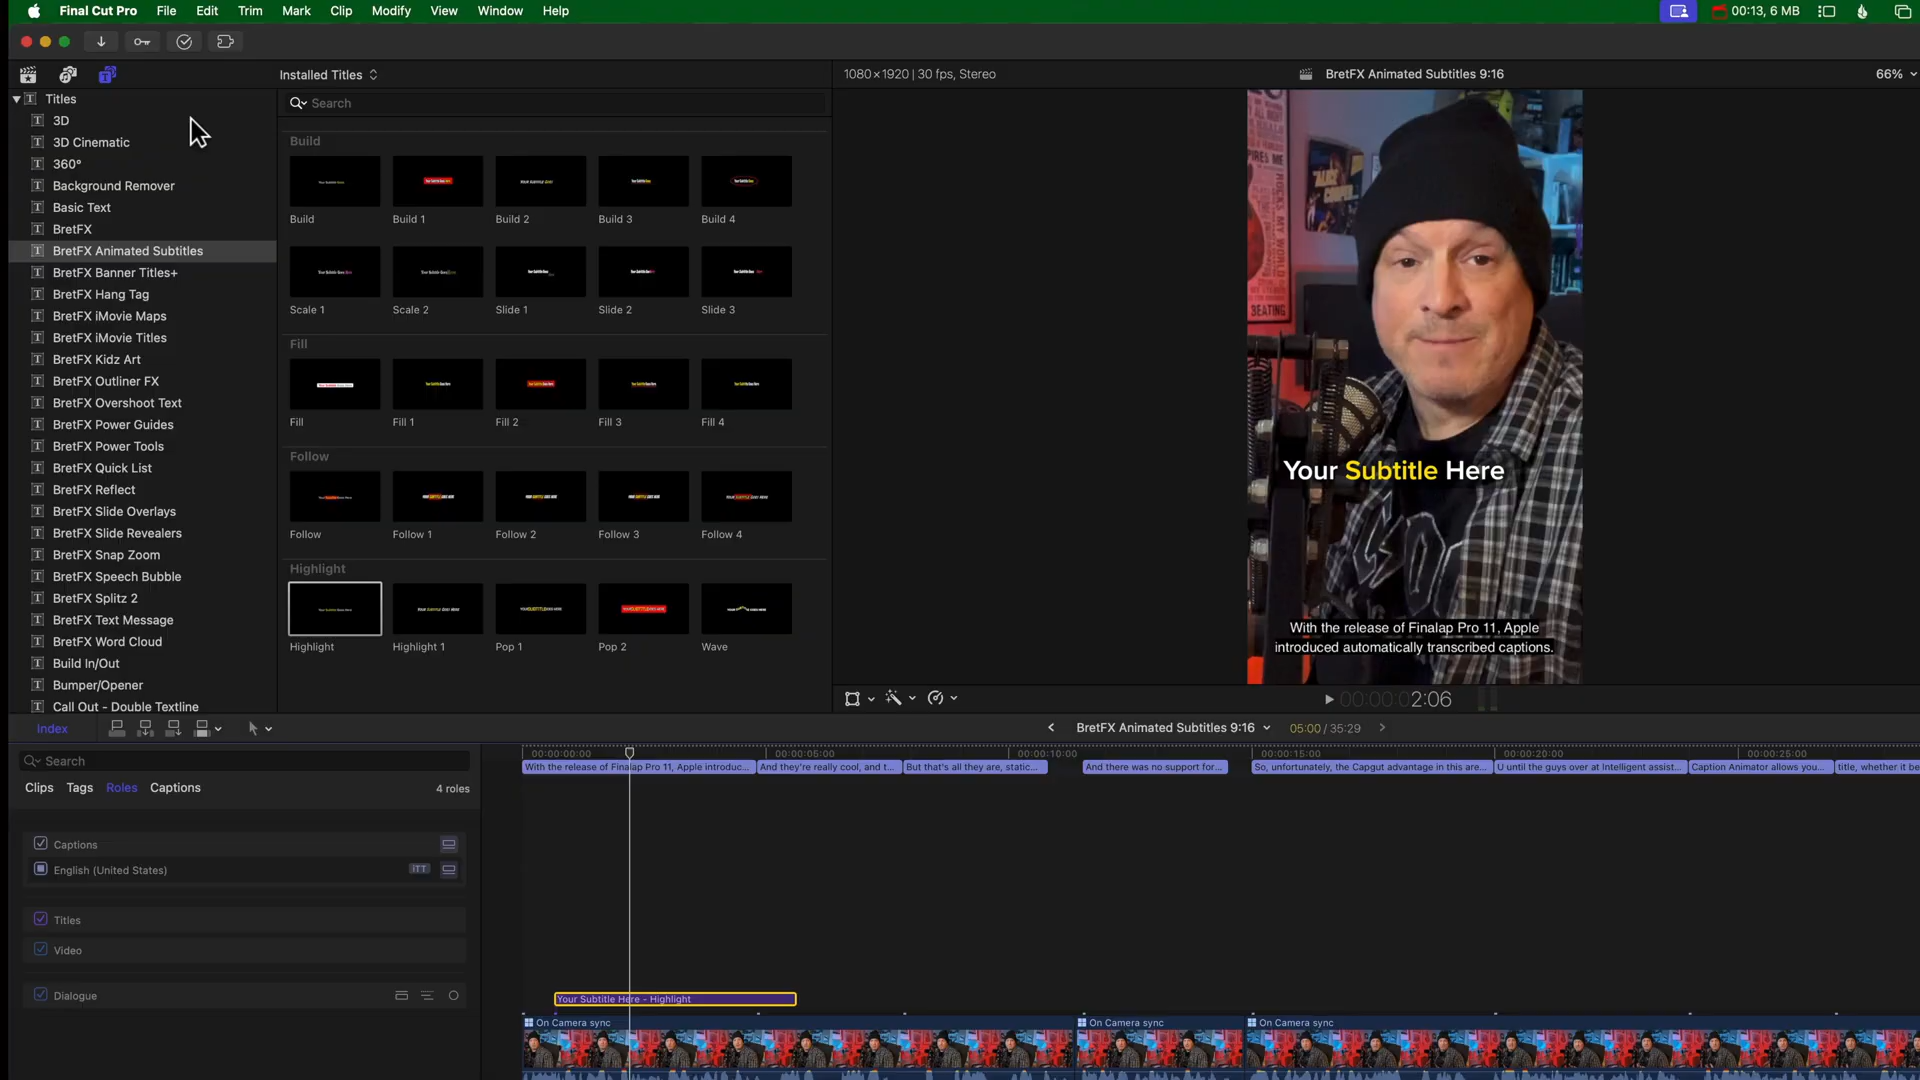 Final Cut Pro File Edit Trim Mark Clip Modify View Window Help 00:13, 6 MB
Installed Titles 1080×1920 | 30 fps, Stereo BretFX Animated Subtitles 9:16 66%
Titles
3D
3D Cinematic
360°
Background Remover
Basic Text
BretFX
BretFX Animated Subtitles
BretFX Banner Titles+
BretFX Hang Tag
BretFX iMovie Maps
BretFX iMovie Titles
BretFX Kidz Art
BretFX Outliner FX
BretFX Overshoot Text
BretFX Power Guides
BretFX Power Tools
BretFX Quick List
BretFX Reflect
BretFX Slide Overlays
BretFX Slide Revealers
BretFX Snap Zoom
BretFX Speech Bubble
BretFX Splitz 2
BretFX Text Message
BretFX Word Cloud
Build In/Out
Bumper/Opener
Call Out - Double Textline
Search
Build
Build Build 1 Build 2 Build 3 Build 4
Scale 1 Scale 2 Slide 1 Slide 2 Slide 3
Fill
Fill Fill 1 Fill 2 Fill 3 Fill 4
Follow
Follow Follow 1 Follow 2 Follow 3 Follow 4
Highlight
Highlight Highlight 1 Pop 1 Pop 2 Wave
ALICE COOPER
ROCKS MY WORLD
BEATING
Your Subtitle Here
With the release of Finalap Pro 11, Apple
introduced automatically transcribed captions.
00:00:00:02:06
Index BretFX Animated Subtitles 9:16 05:00 / 35:29
Search
Clips Tags Roles Captions 4 roles
Captions
English (United States) iTT
Titles
Video
Dialogue
00:00:00:00 00:00:05:00 00:00:10:00 00:00:15:00 00:00:20:00 00:00:25:00
With the release of Finalap Pro 11, Apple introduc... And they're really cool, and t... But that's all they are, static... And there was no support for... So, unfortunately, the Capgut advantage in this are... U until the guys over at Intelligent assist... Caption Animator allows you... title, whether it be
Your Subtitle Here - Highlight
On Camera sync On Camera sync On Camera sync